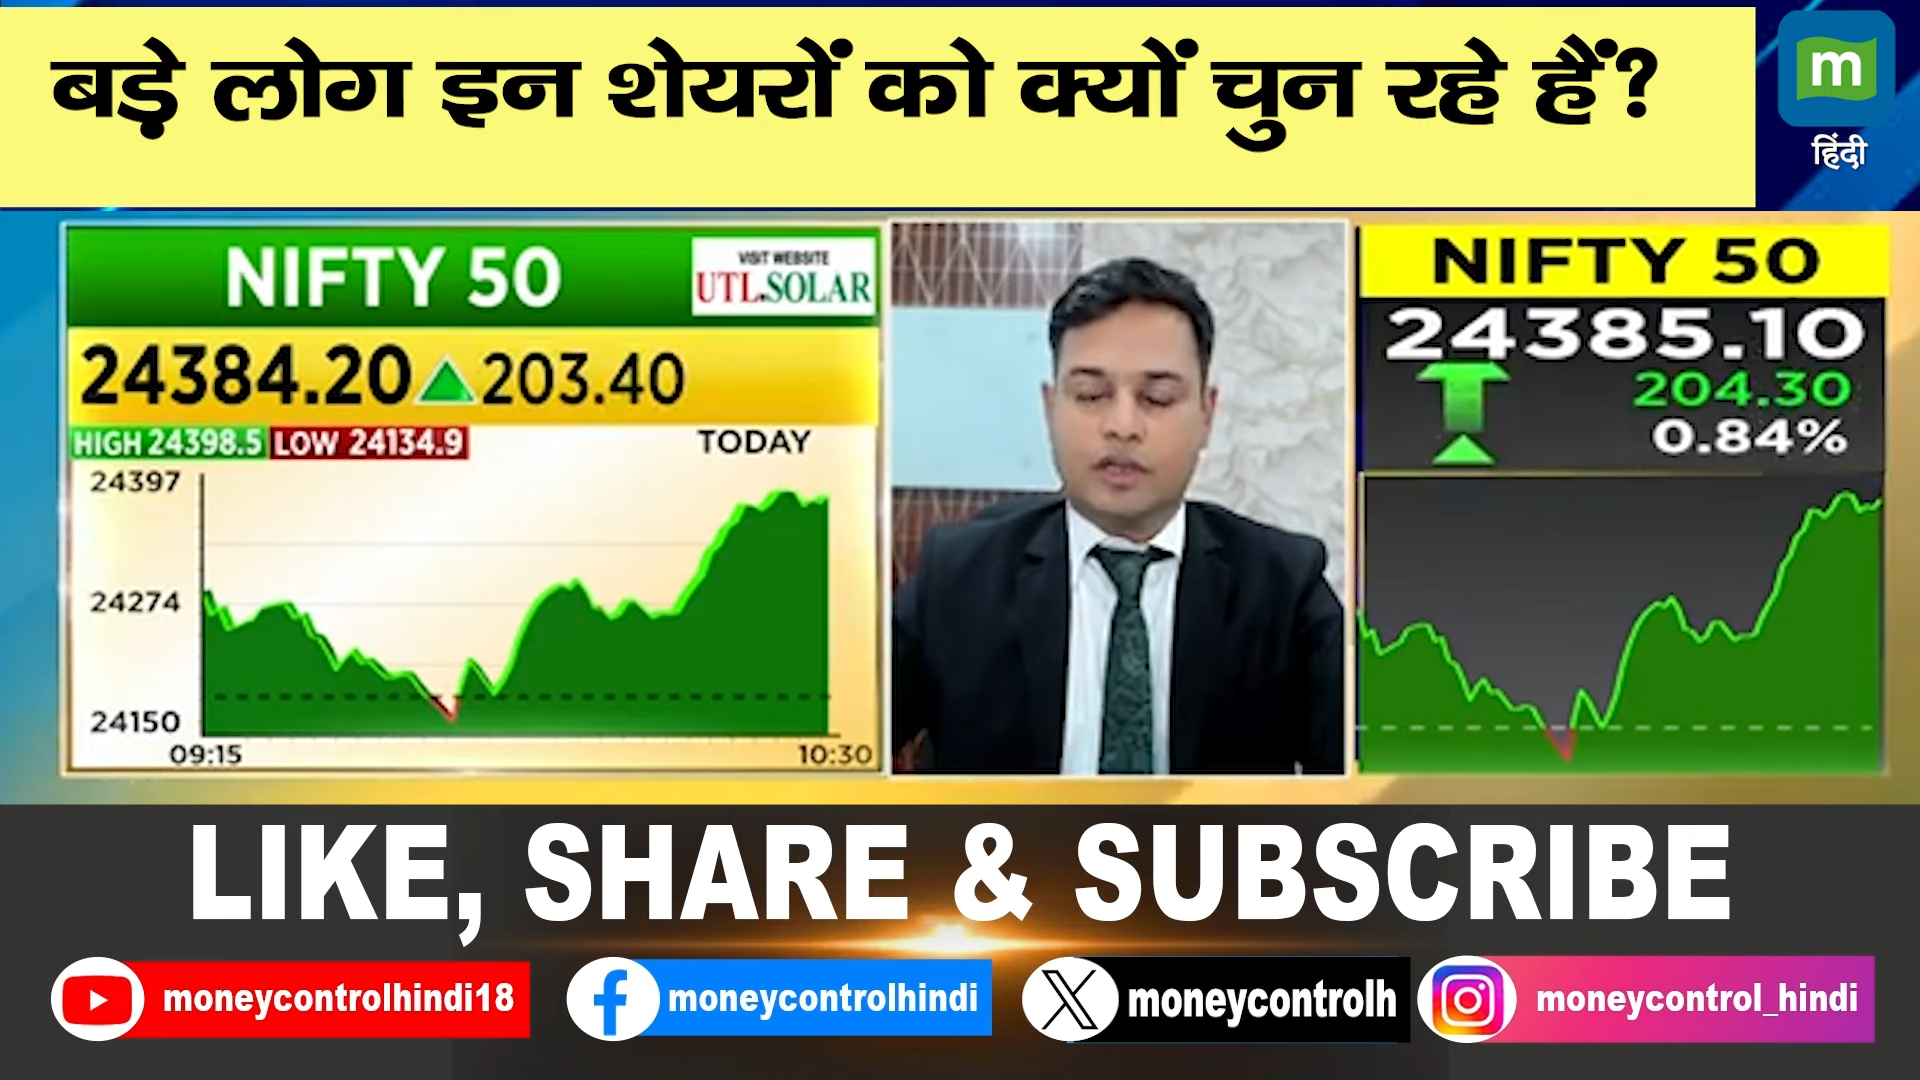 बड़े लोग इन शेयरों को क्यों चुन रहे हैं?
m
हिंदी
NIFTY 50
VISIT WEBSITE
UTL SOLAR
24384.20 ▲ 203.40
HIGH 24398.5 LOW 24134.9
TODAY
24397
24274
24150
09:15
10:30
NIFTY 50
24385.10
204.30
0.84%
LIKE, SHARE & SUBSCRIBE
moneycontrolhindi18
moneycontrolhindi
moneycontrolh
moneycontrol_hindi